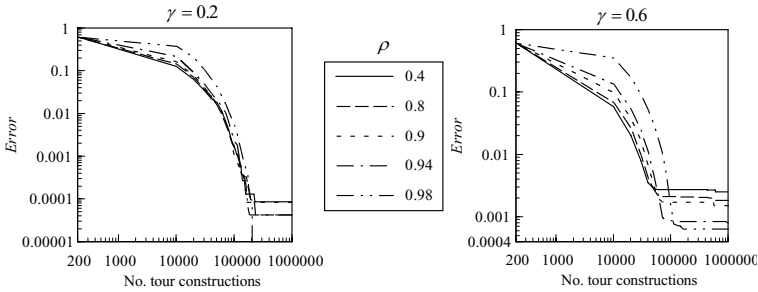 γ = 0.2
1
0.1
0.01
0.001
0.0001
0.00001
Error
200 1000 10000 100000 1000000
No. tour constructions
ρ
0.4
0.8
0.9
0.94
0.98
γ = 0.6
1
0.1
0.01
0.001
0.0004
Error
200 1000 10000 100000 1000000
No. tour constructions